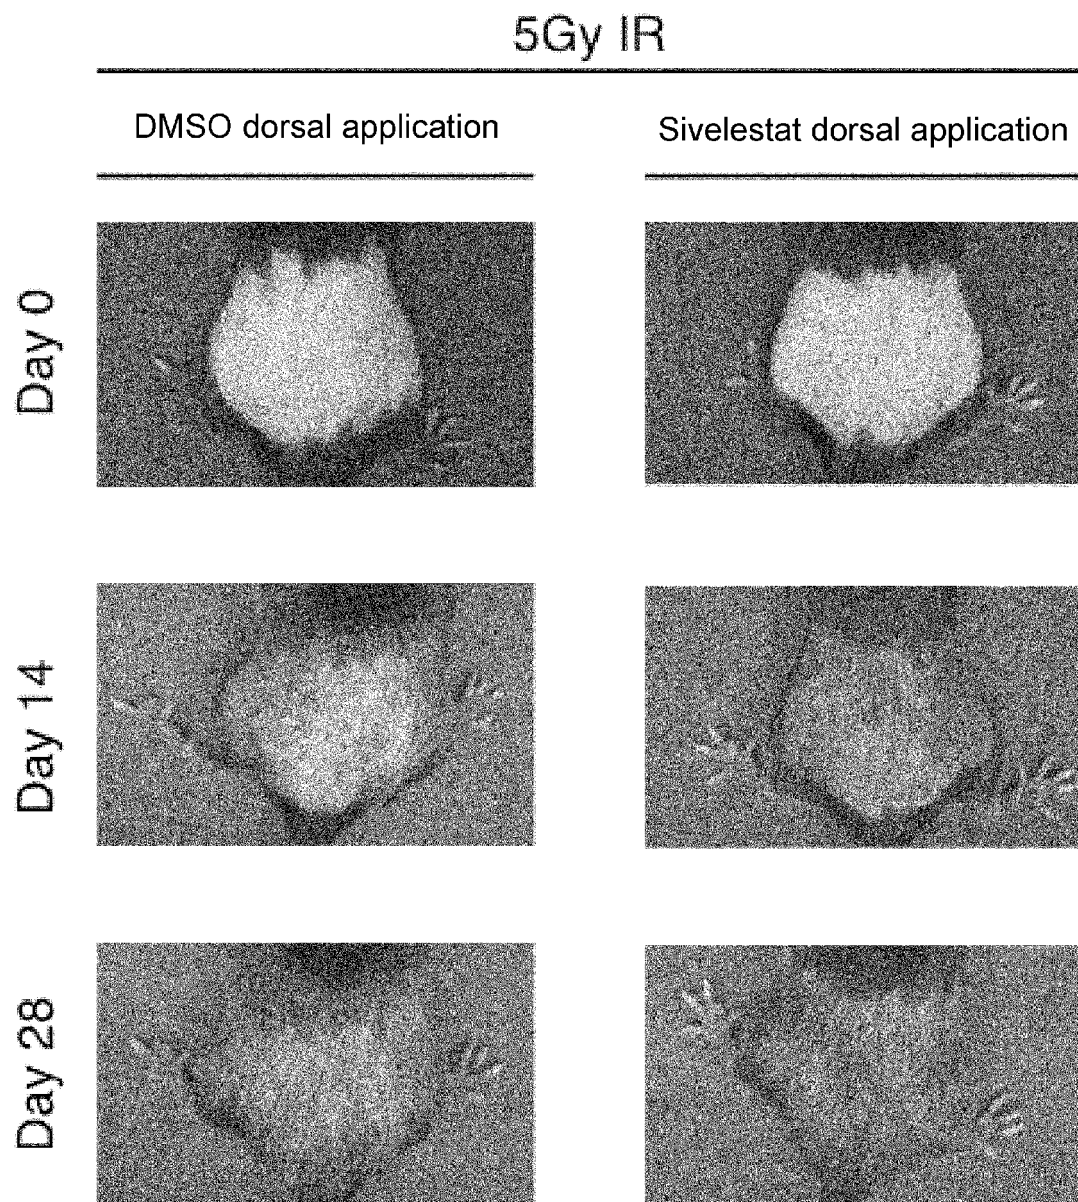 5Gy IR
DMSO dorsal application
Sivelestat dorsal application
Day 0
Day 14
Day 28